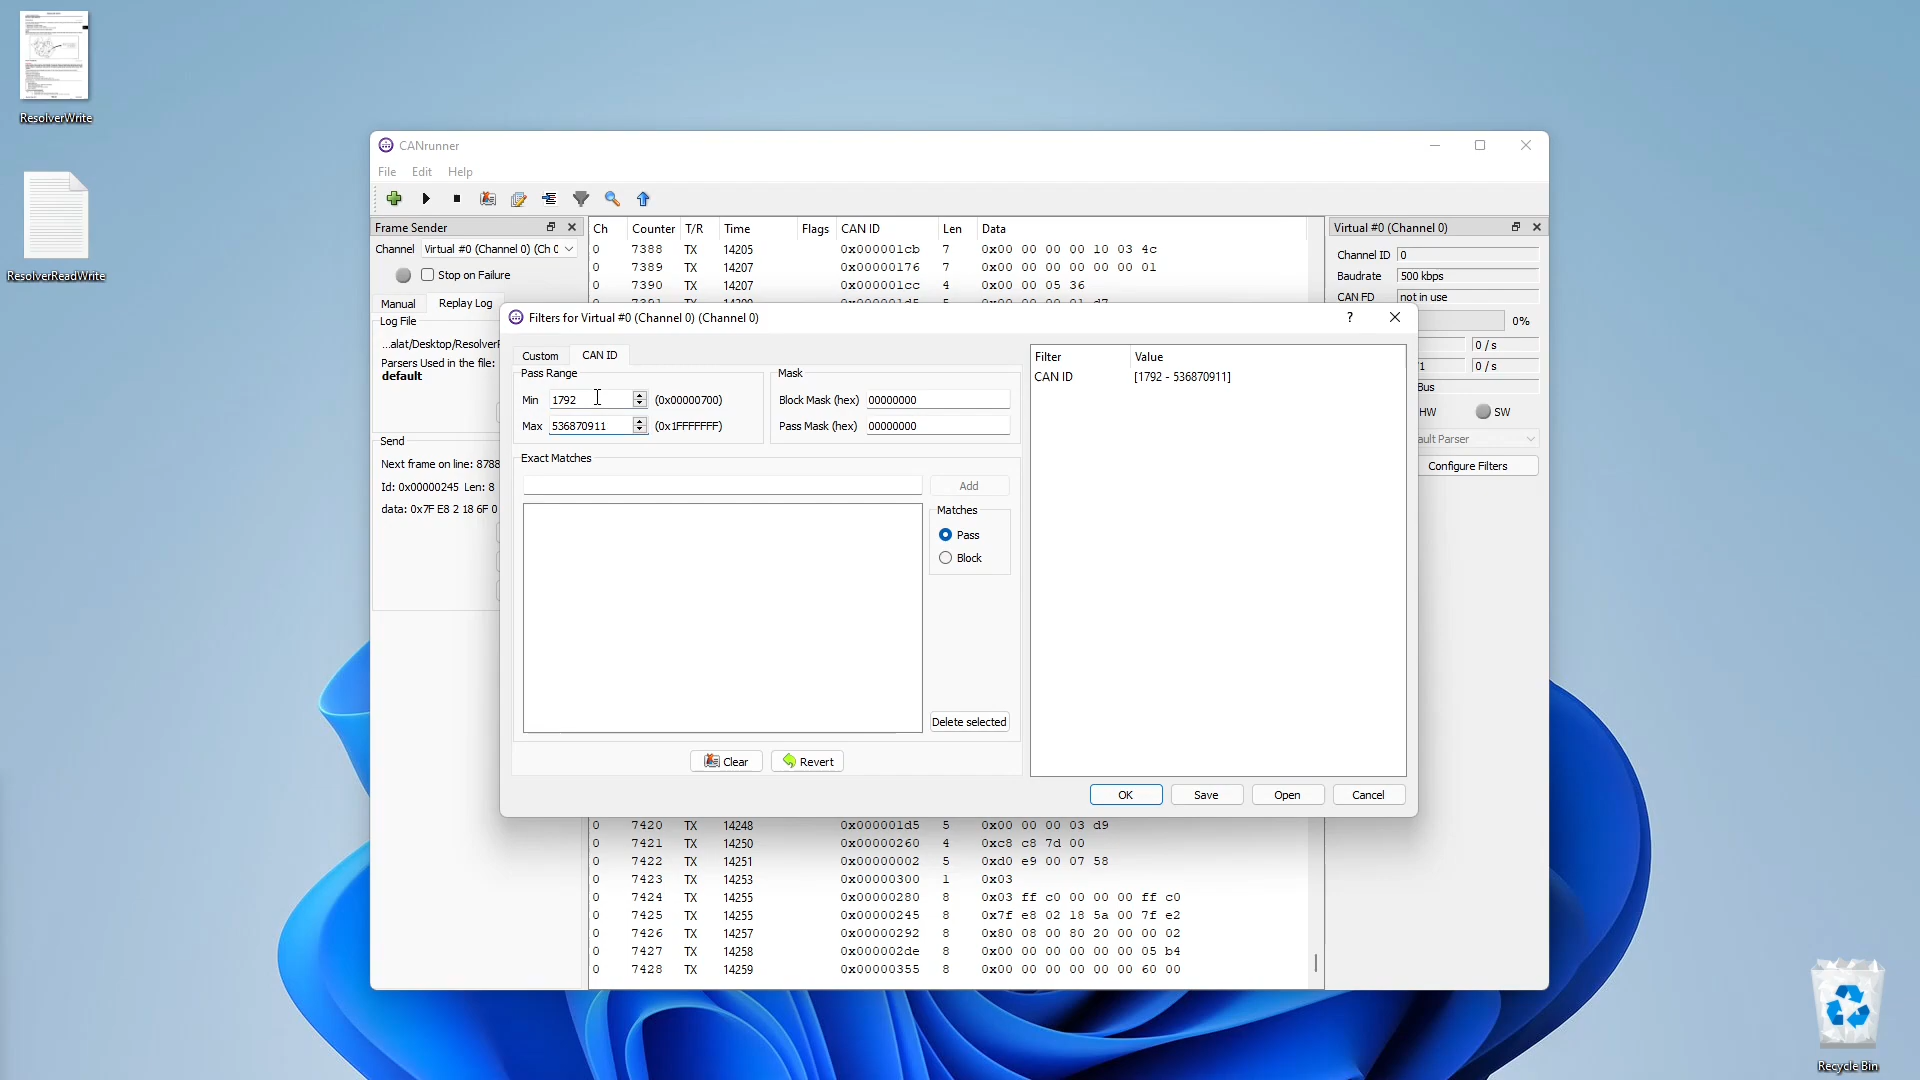 ResolverWrite
ResolverReadWrite
CANrunner
File Edit Help
Frame Sender
Channel Virtual #0 (Channel 0) (Ch 0
Stop on Failure
Manual Replay Log
Log File
...alat/Desktop/Resolver
Parsers Used in the file:
default
Send
Next frame on line: 8788
Id: 0x00000245 Len: 8
data: 0x7F E8 2 18 6F 0
Ch Counter T/R Time Flags CAN ID Len Data
0 7388 TX 14205 0x000001cb 7 0x00 00 00 00 10 03 4c
0 7389 TX 14207 0x00000176 7 0x00 00 00 00 00 00 01
0 7390 TX 14207 0x000001cc 4 0x00 00 05 36
Virtual #0 (Channel 0)
Channel ID 0
Baudrate 500 kbps
CAN FD not in use
0%
0 / s
1 0 / s
Bus
HW SW
ault Parser
Configure Filters
Filters for Virtual #0 (Channel 0) (Channel 0)
?
Custom CAN ID
Pass Range
Min 1792 (0x00000700)
Max 536870911 (0x1FFFFFFF)
Mask
Block Mask (hex) 00000000
Pass Mask (hex) 00000000
Exact Matches
Add
Matches
Pass
Block
Delete selected
Clear Revert
Filter Value
CAN ID [1792 - 536870911]
OK Save Open Cancel
0 7420 TX 14248 0x000001d5 5 0x00 00 00 03 d9
0 7421 TX 14250 0x00000260 4 0xc8 c8 7d 00
0 7422 TX 14251 0x00000002 5 0xd0 e9 00 07 58
0 7423 TX 14253 0x00000300 1 0x03
0 7424 TX 14255 0x00000280 8 0x03 ff c0 00 00 00 ff c0
0 7425 TX 14255 0x00000245 8 0x7f e8 02 18 5a 00 7f e2
0 7426 TX 14257 0x00000292 8 0x80 08 00 80 20 00 00 02
0 7427 TX 14258 0x000002de 8 0x00 00 00 00 00 00 05 b4
0 7428 TX 14259 0x00000355 8 0x00 00 00 00 00 00 60 00
Recycle Bin